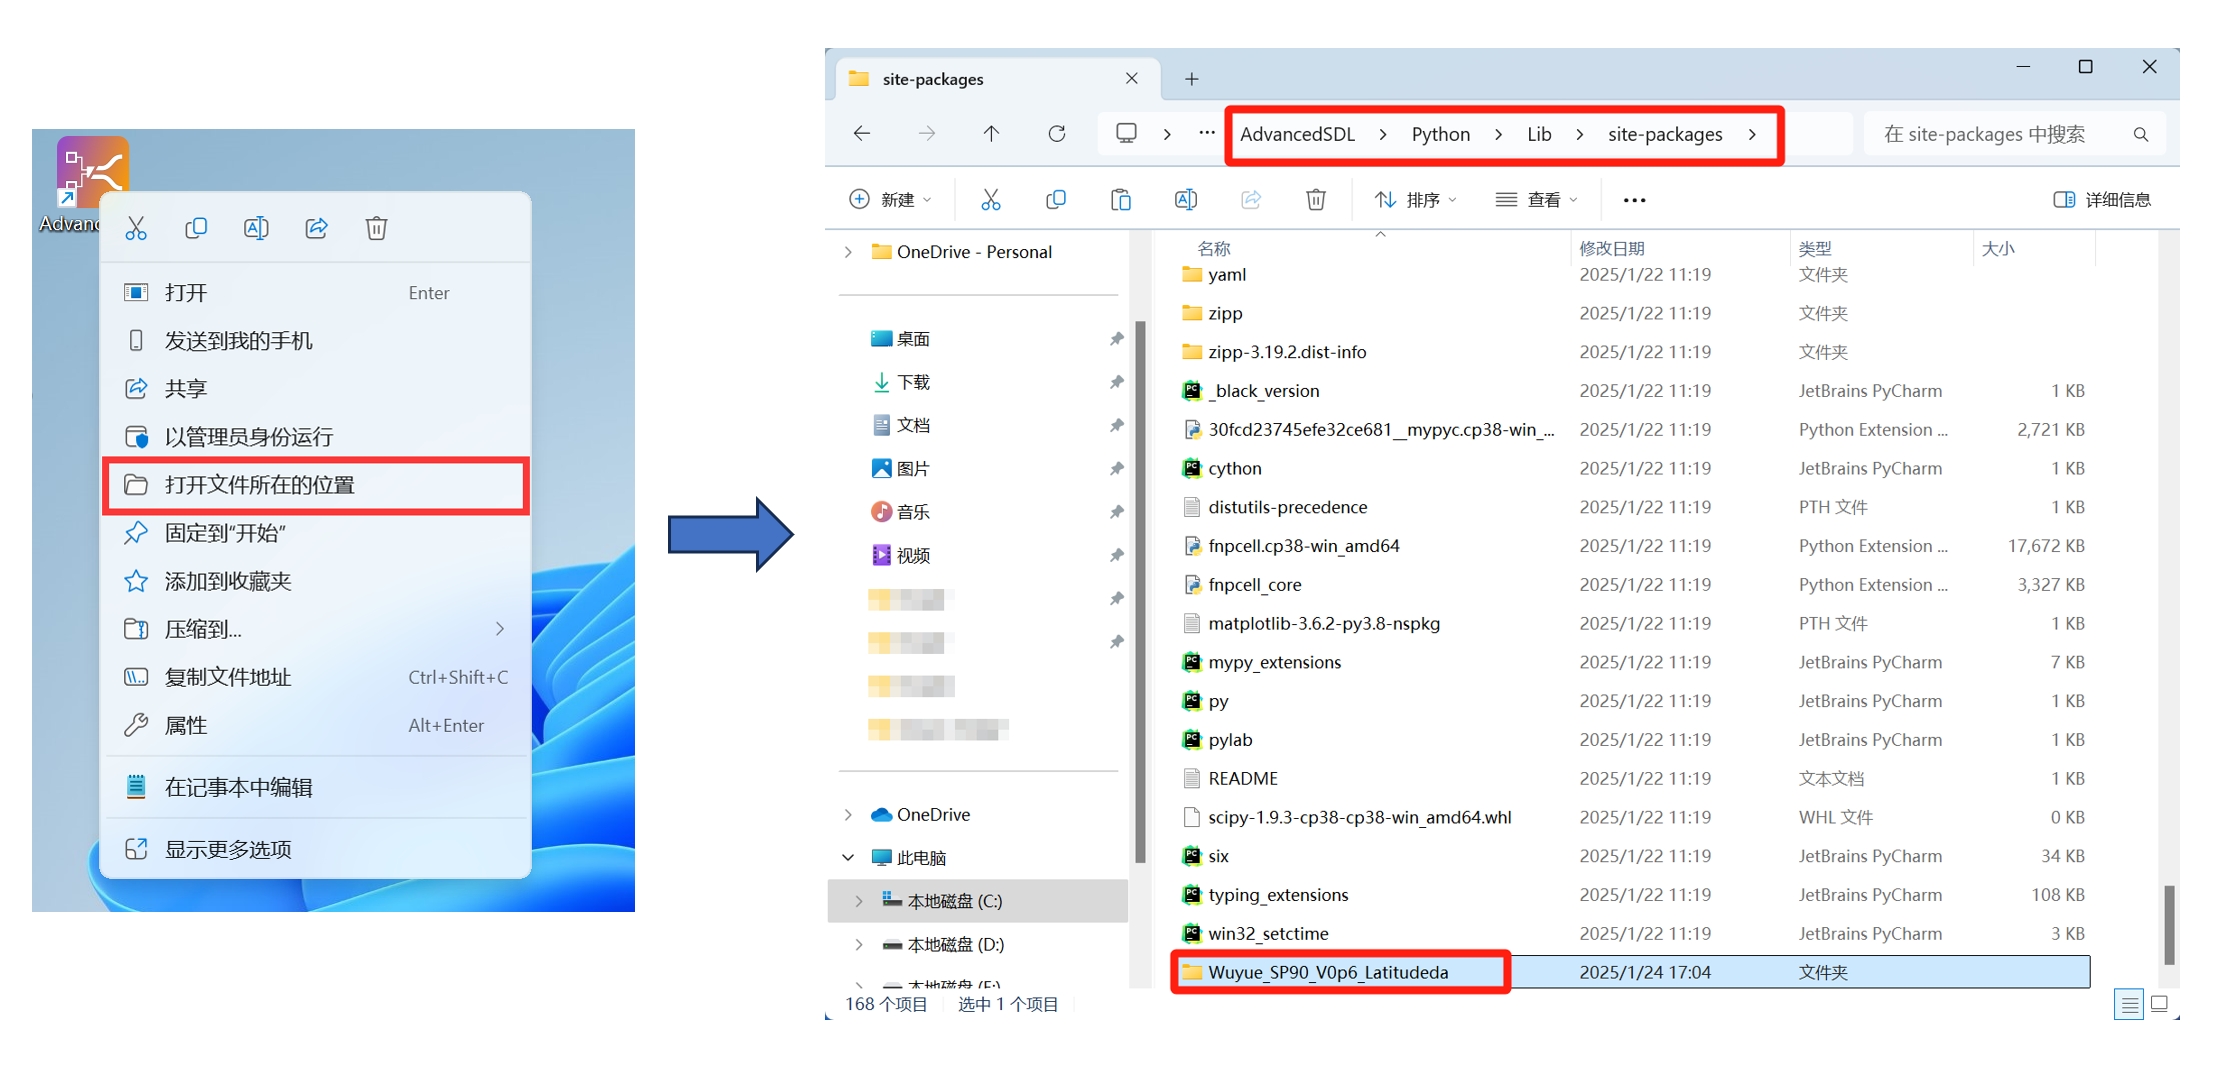 Advanc
打开 Enter
发送到我的手机
共享
以管理员身份运行
打开文件所在的位置
固定到“开始”
添加到收藏夹
压缩到...
复制文件地址 Ctrl+Shift+C
属性 Alt+Enter
在记事本中编辑
显示更多选项
site-packages
AdvancedSDL > Python > Lib > site-packages >
在 site-packages 中搜索
新建 排序 查看 ... 详细信息
OneDrive - Personal
桌面
下载
文档
图片
音乐
视频
OneDrive
此电脑
本地磁盘 (C:)
本地磁盘 (D:)
名称 修改日期 类型 大小
yaml 2025/1/22 11:19 文件夹
zipp 2025/1/22 11:19 文件夹
zipp-3.19.2.dist-info 2025/1/22 11:19 文件夹
_black_version 2025/1/22 11:19 JetBrains PyCharm 1 KB
30fcd23745efe32ce681__mypyc.cp38-win_... 2025/1/22 11:19 Python Extension ... 2,721 KB
cython 2025/1/22 11:19 JetBrains PyCharm 1 KB
distutils-precedence 2025/1/22 11:19 PTH 文件 1 KB
fnpcell.cp38-win_amd64 2025/1/22 11:19 Python Extension ... 17,672 KB
fnpcell_core 2025/1/22 11:19 Python Extension ... 3,327 KB
matplotlib-3.6.2-py3.8-nspkg 2025/1/22 11:19 PTH 文件 1 KB
mypy_extensions 2025/1/22 11:19 JetBrains PyCharm 7 KB
py 2025/1/22 11:19 JetBrains PyCharm 1 KB
pylab 2025/1/22 11:19 JetBrains PyCharm 1 KB
README 2025/1/22 11:19 文本文档 1 KB
scipy-1.9.3-cp38-cp38-win_amd64.whl 2025/1/22 11:19 WHL 文件 0 KB
six 2025/1/22 11:19 JetBrains PyCharm 34 KB
typing_extensions 2025/1/22 11:19 JetBrains PyCharm 108 KB
win32_setctime 2025/1/22 11:19 JetBrains PyCharm 3 KB
Wuyue_SP90_V0p6_Latitudeda 2025/1/24 17:04 文件夹
168 个项目 选中 1 个项目